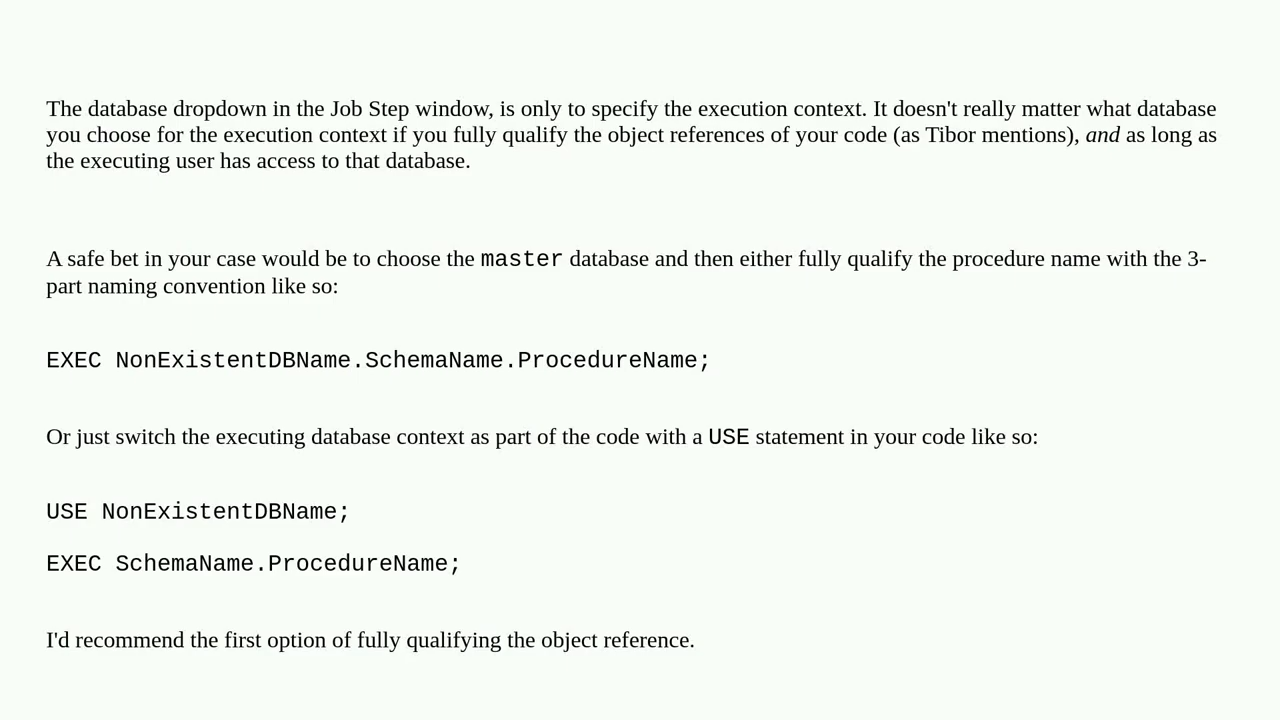 The database dropdown in the Job Step window, is only to specify the execution context. It doesn't really matter what database
you choose for the execution context if you fully qualify the object references of your code (as Tibor mentions), and as long as
the executing user has access to that database.
A safe bet in your case would be to choose the master database and then either fully qualify the procedure name with the 3-
part naming convention like so:
EXEC NonExistentDBName.SchemaName.ProcedureName;
Or just switch the executing database context as part of the code with a USE statement in your code like so:
USE NonExistentDBName;
EXEC SchemaName.ProcedureName;
I'd recommend the first option of fully qualifying the object reference.